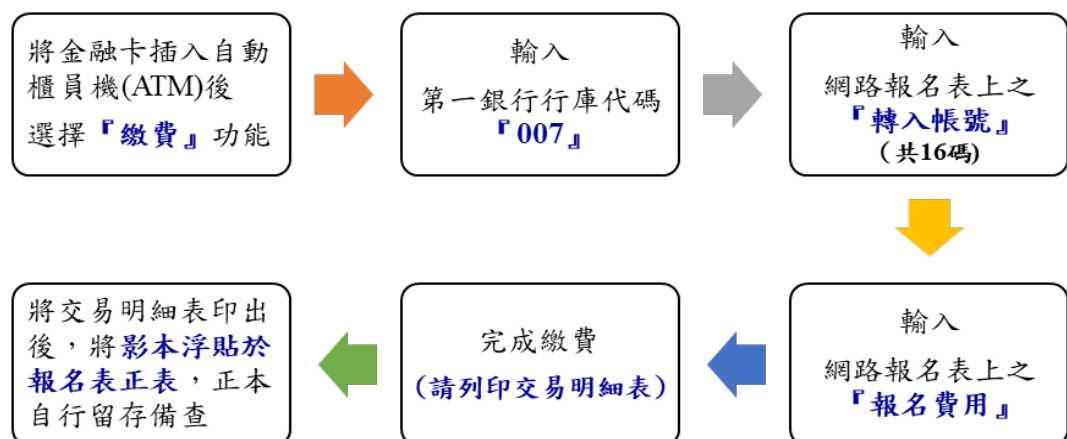 將金融卡插入自動
櫃員機(ATM)後
選擇『繳費』功能
輸入
第一銀行行庫代碼
『007』
輸入
網路報名表上之
『轉入帳號』
(共16碼)
輸入
網路報名表上之
『報名費用』
完成繳費
(請列印交易明細表)
將交易明細表印出
後，將影本浮貼於
報名表正表，正本
自行留存備查